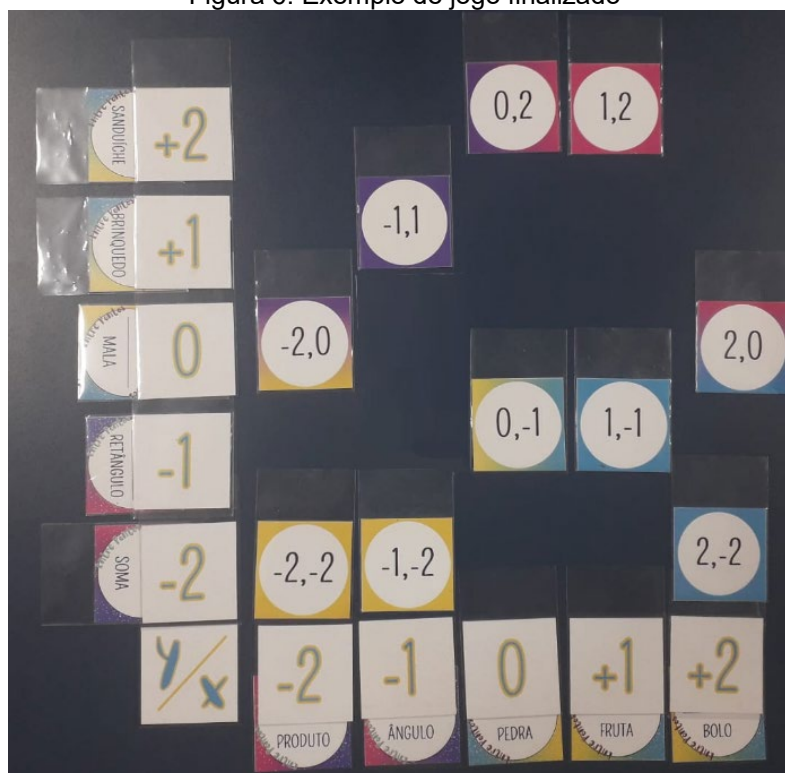 Figura 9: Exemplo do jogo finalizado
0,2 1,2
SANDUÍCHE +2
-1,1
BRINQUEDO +1
-2,0 2,0
MALA 0
0,-1 1,-1
RETÂNGULO -1
-2,-2 -1,-2 2,-2
SOMA -2
y/x -2 -1 0 +1 +2
PRODUTO ÂNGULO PEDRA FRUTA BOLO